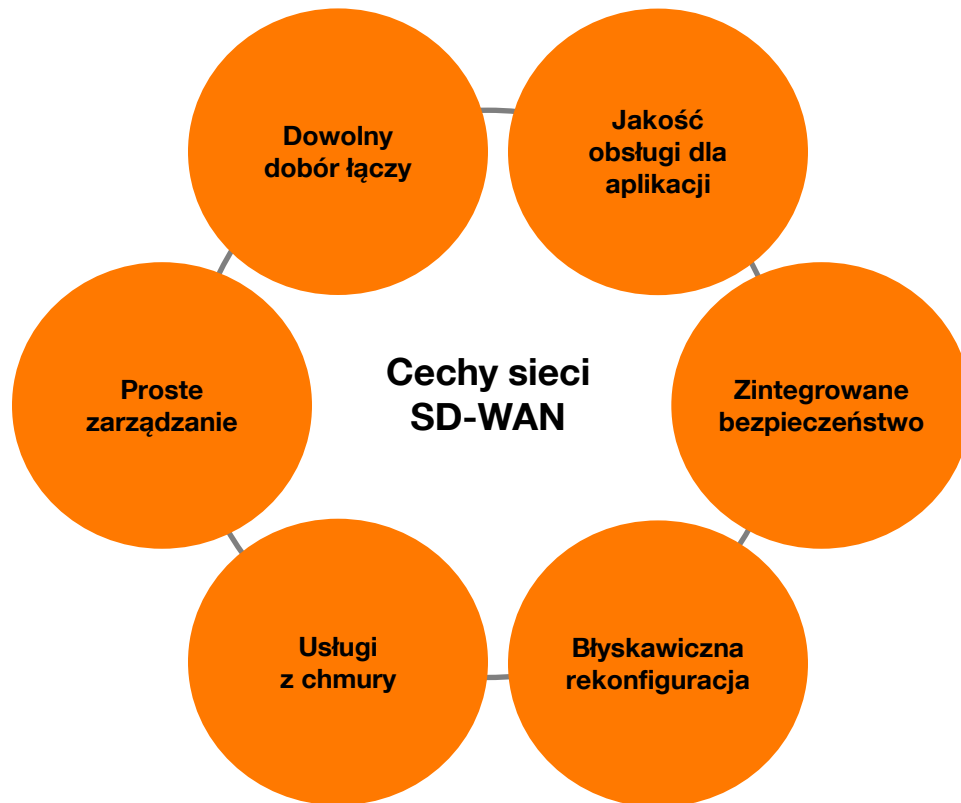 Dowolny
dobór łączy
Jakość
obsługi dla
aplikacji
Proste
zarządzanie
Cechy sieci
SD-WAN
Zintegrowane
bezpieczeństwo
Usługi
z chmury
Błyskawiczna
rekonfiguracja